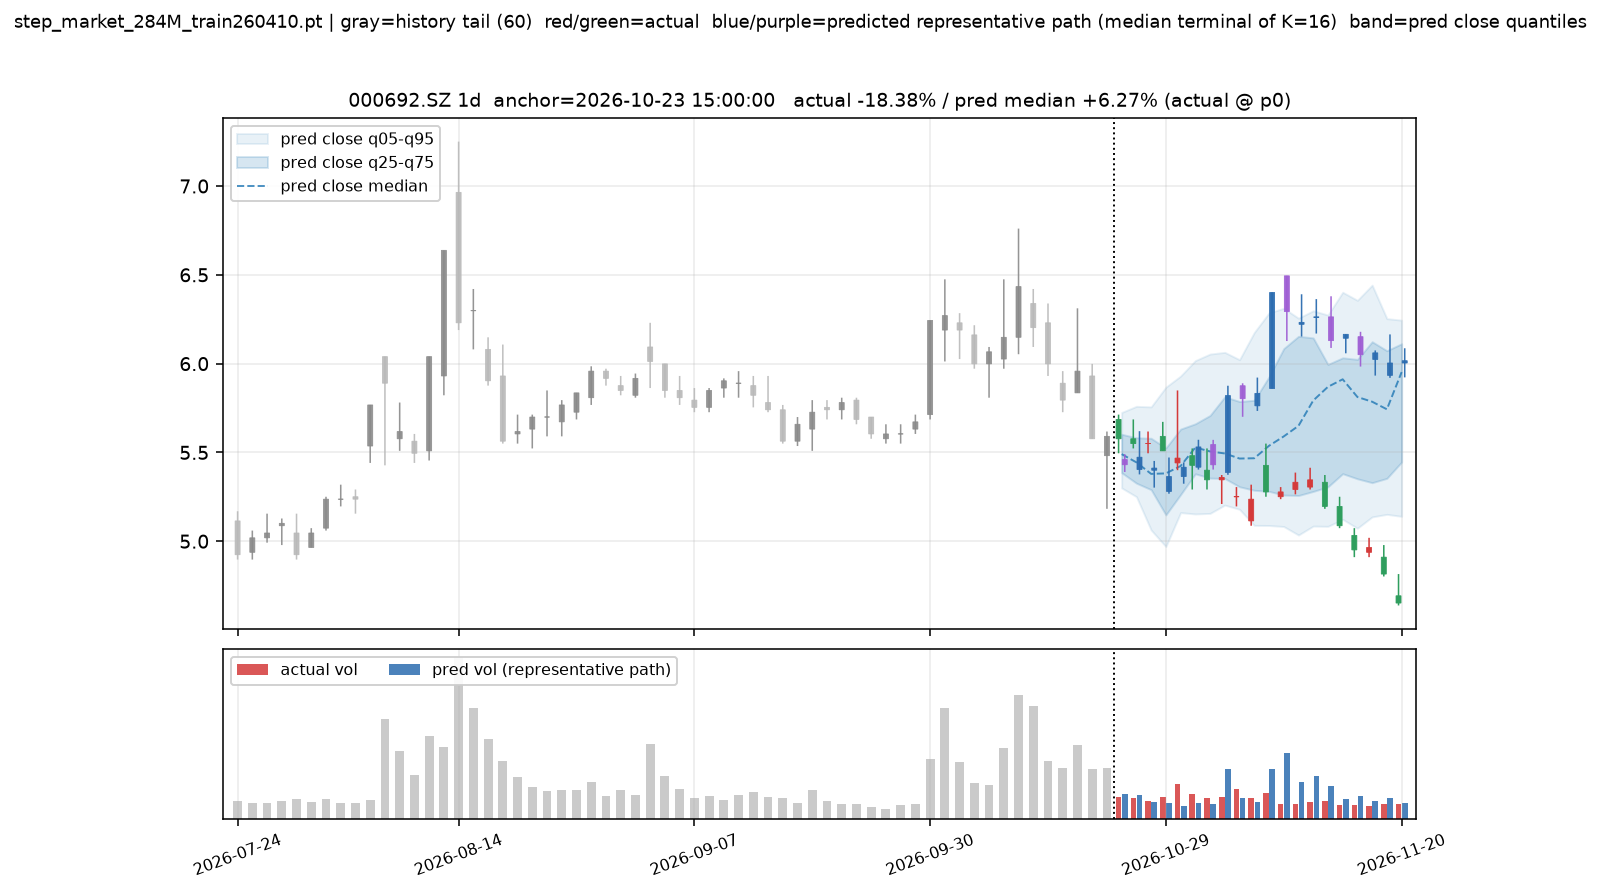 step_market_284M_train260410.pt | gray=history tail (60)  red/green=actual  blue/purple=predicted representative path (median terminal of K=16)  band=pred close quantiles
000692.SZ 1d  anchor=2026-10-23 15:00:00   actual -18.38% / pred median +6.27% (actual @ p0)
pred close q05-q95
pred close q25-q75
pred close median
7.0
6.5
6.0
5.5
5.0
actual vol
pred vol (representative path)
2026-07-24
2026-08-14
2026-09-07
2026-09-30
2026-10-29
2026-11-20